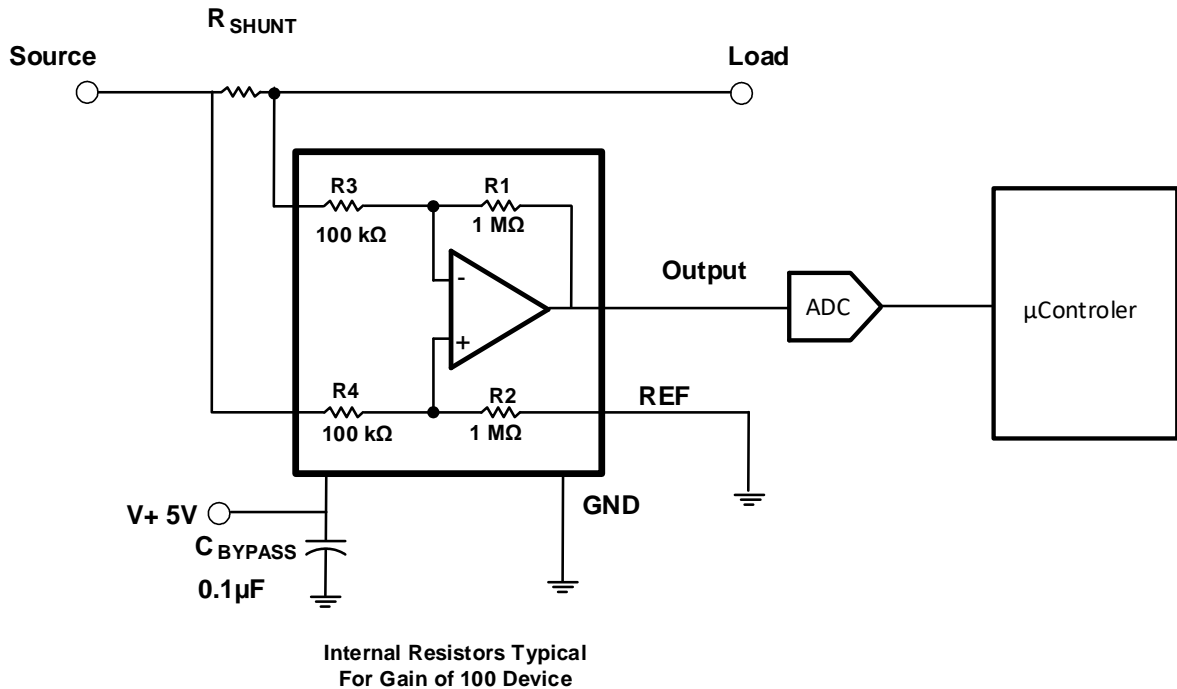 R SHUNT
Source
Load
R3
R1
100 kΩ
1 MΩ
-
Output
ADC
µControler
+
R4
R2
REF
100 kΩ
1 MΩ
V+ 5V
GND
C BYPASS
0.1µF
Internal Resistors Typical
For Gain of 100 Device